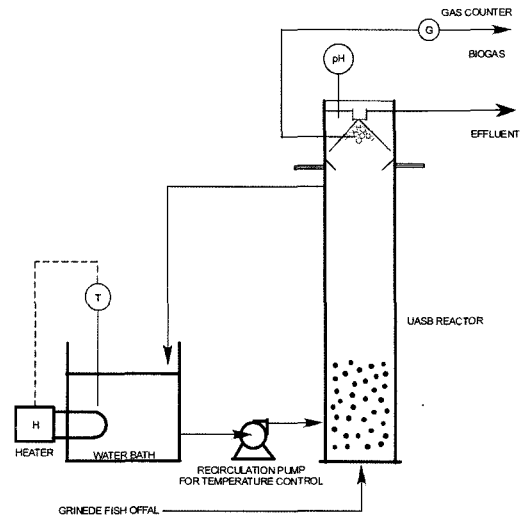 GAS COUNTER
G
BIOGAS
pH
EFFLUENT
T
UASB REACTOR
H
HEATER
WATER BATH
RECIRCULATION PUMP
FOR TEMPERATURE CONTROL
GRINEDE FISH OFFAL